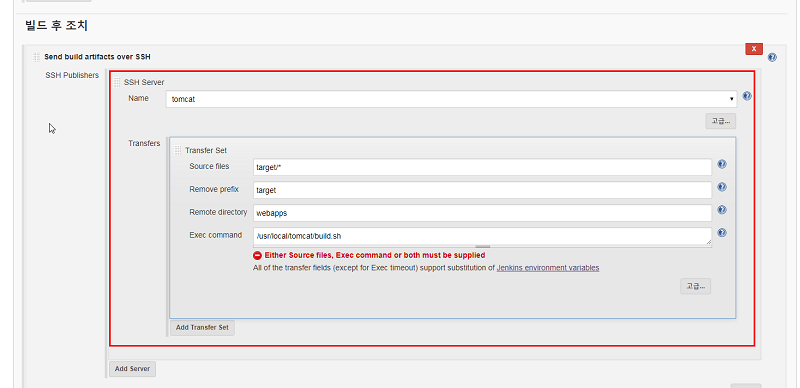 빌드 후 조치
X
Send build artifacts over SSH
SSH Publishers
SSH Server
Name
tomcat
고급...
Transfers
Transfer Set
Source files
target/*
Remove prefix
target
Remote directory
webapps
Exec command
/usr/local/tomcat/build.sh
Either Source files, Exec command or both must be supplied
All of the transfer fields (except for Exec timeout) support substitution of Jenkins environment variables
고급...
Add Transfer Set
Add Server